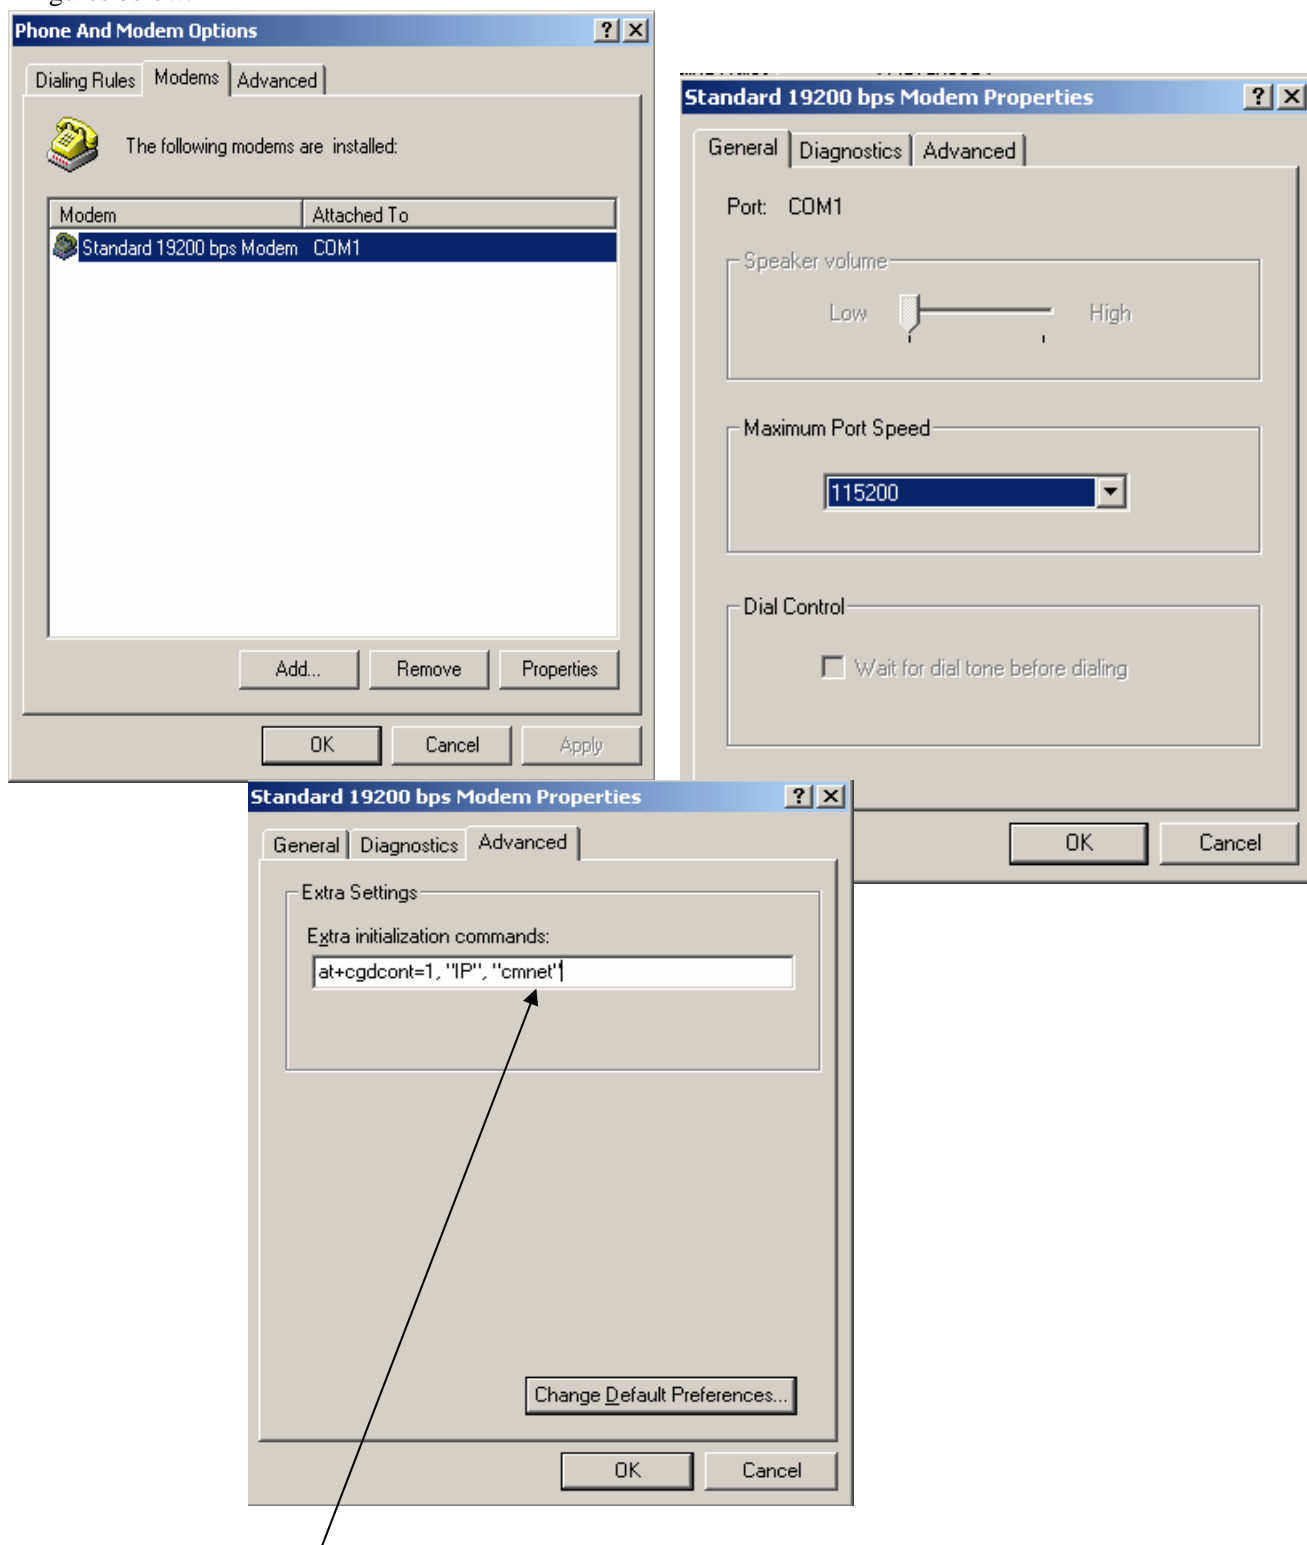 Phone And Modem Options
Dialing Rules Modems Advanced
The following modems are installed:
Modem Attached To
Standard 19200 bps Modem COM1
Add... Remove Properties
OK Cancel Apply
Standard 19200 bps Modem Properties
General Diagnostics Advanced
Port: COM1
Speaker volume
Low High
Maximum Port Speed
115200
Dial Control
Wait for dial tone before dialing
OK Cancel
Standard 19200 bps Modem Properties
General Diagnostics Advanced
Extra Settings
Extra initialization commands:
at+cgdcont=1, "IP", "cmnet"
Change Default Preferences...
OK Cancel